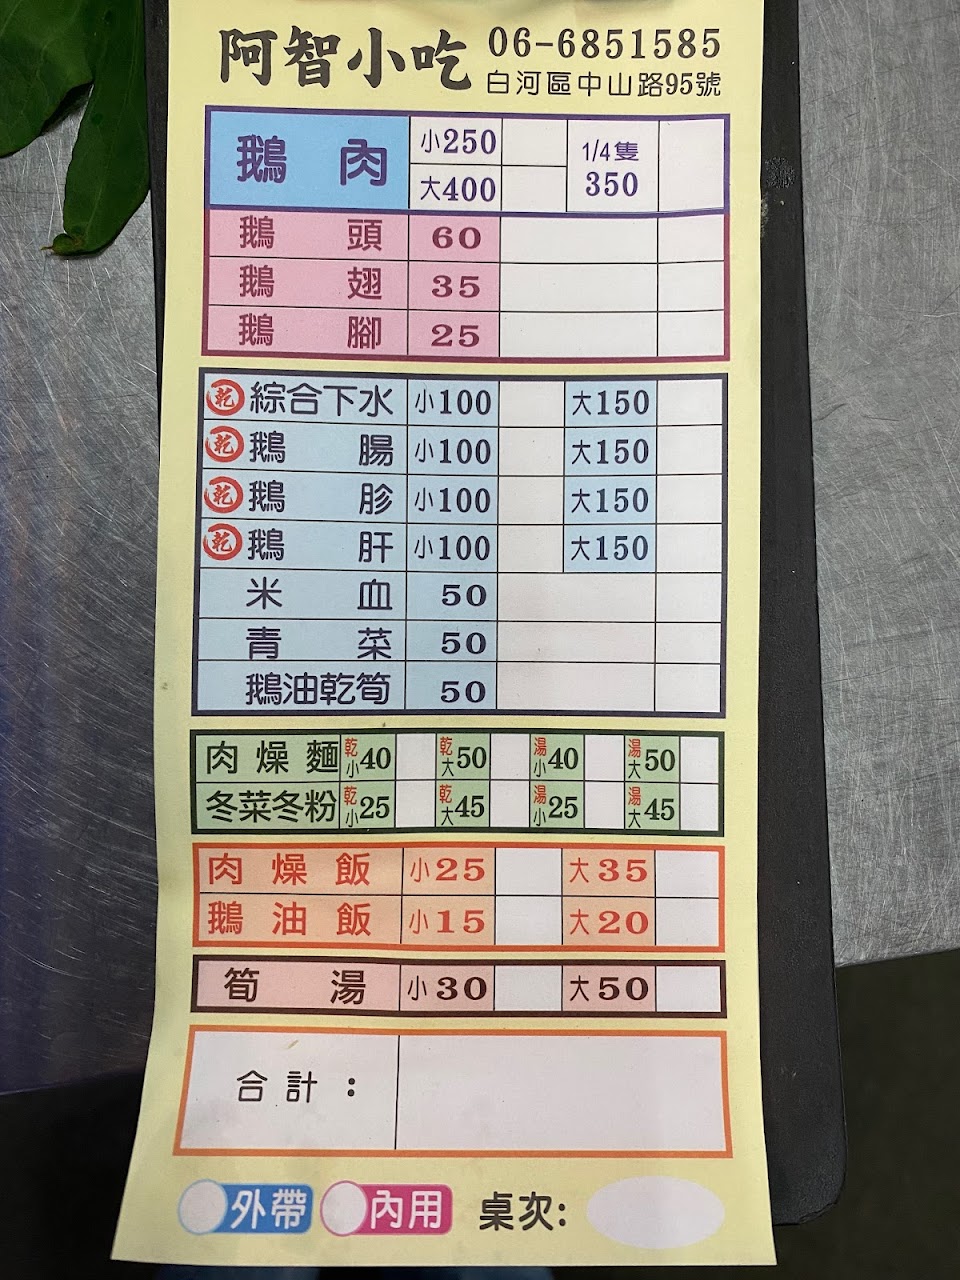 阿智小吃 06-6851585
白河區中山路95號
鵝肉 小250 1/4隻
大400 350
鵝頭 60
鵝翅 35
鵝腳 25
乾 綜合下水 小100 大150
乾 鵝腸 小100 大150
乾 鵝胗 小100 大150
乾 鵝肝 小100 大150
米血 50
青菜 50
鵝油乾筍 50
肉燥麵 乾小40 乾大50 湯小40 湯大50
冬菜冬粉 乾小25 乾大45 湯小25 湯大45
肉燥飯 小25 大35
鵝油飯 小15 大20
筍湯 小30 大50
合計：
外帶 內用 桌次: